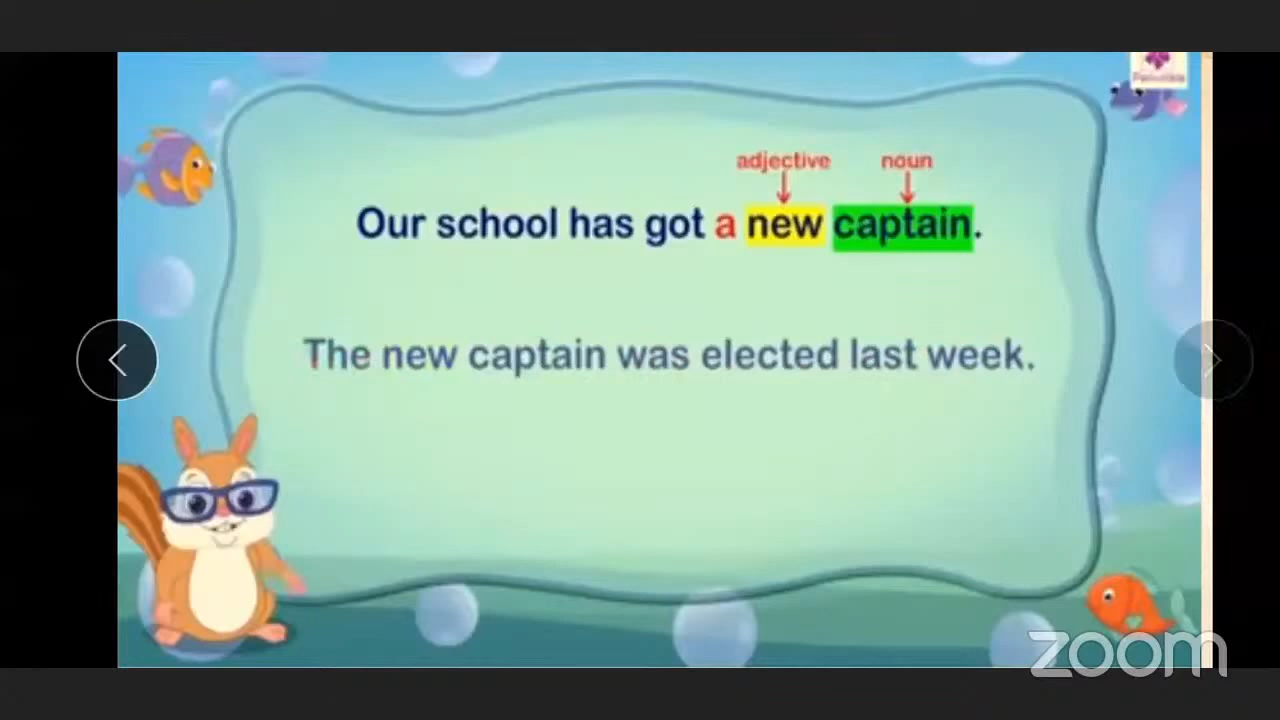 adjective noun
Our school has got a new captain.
The new captain was elected last week.
zoom